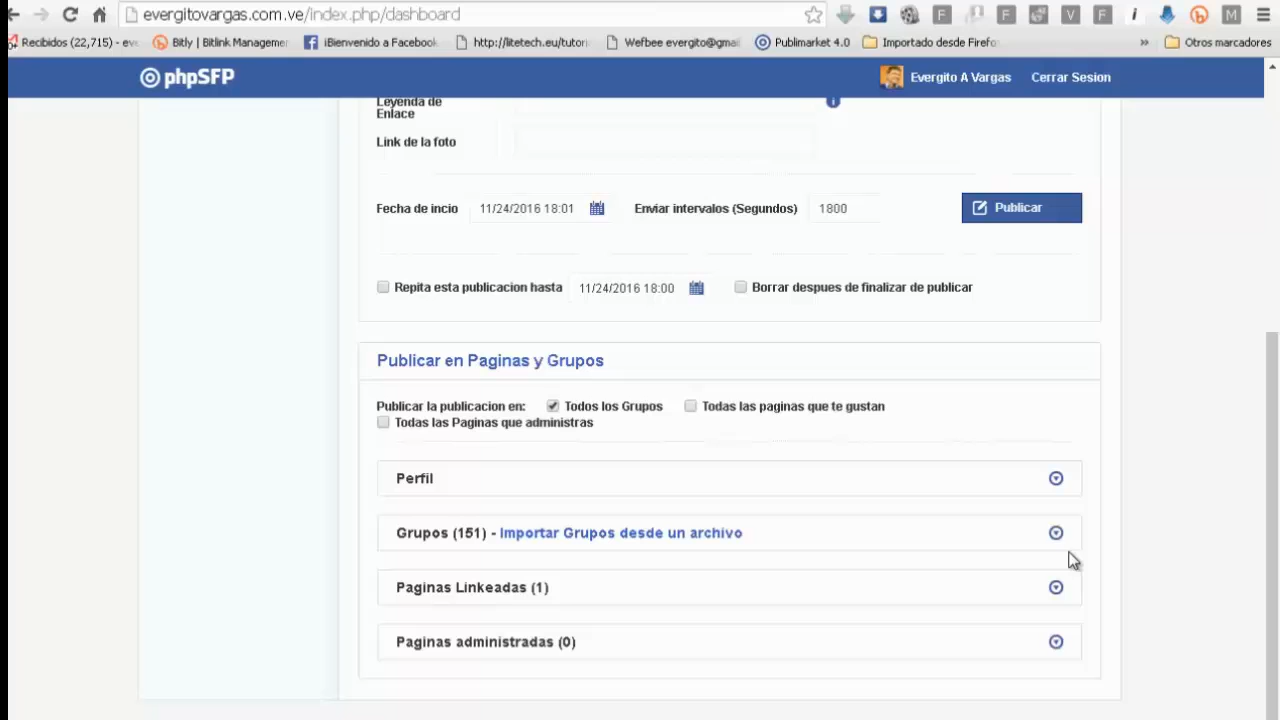 evergitovargas.com.ve/index.php/dashboard
Recibidos (22,715) - eve Bitly | Bitlink Managemer iBienvenido a Facebook http://litetech.eu/tutori Wefbee evergito@gmai Publimarket 4.0 Importado desde Firefo » Otros marcadores
phpSFP Evergito A Vargas Cerrar Sesion
Leyenda de
Enlace
Link de la foto
Fecha de incio 11/24/2016 18:01 Enviar intervalos (Segundos) 1800 Publicar
Repita esta publicacion hasta 11/24/2016 18:00 Borrar despues de finalizar de publicar
Publicar en Paginas y Grupos
Publicar la publicacion en: Todos los Grupos Todas las paginas que te gustan
Todas las Paginas que administras
Perfil
Grupos (151) - Importar Grupos desde un archivo
Paginas Linkeadas (1)
Paginas administradas (0)